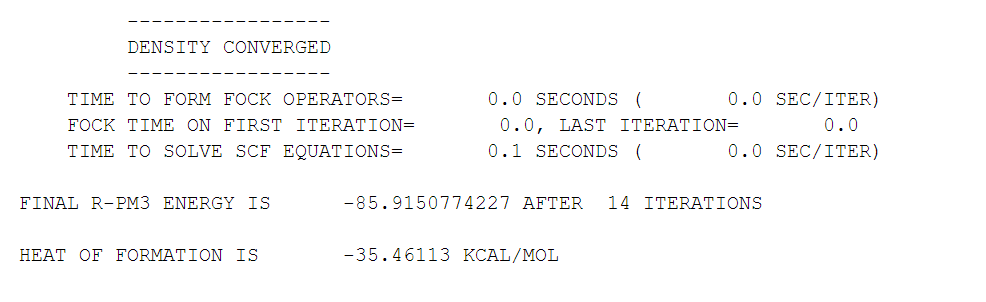 -----------------
DENSITY CONVERGED
-----------------
TIME TO FORM FOCK OPERATORS=       0.0 SECONDS (       0.0 SEC/ITER)
FOCK TIME ON FIRST ITERATION=       0.0, LAST ITERATION=       0.0
TIME TO SOLVE SCF EQUATIONS=       0.1 SECONDS (       0.0 SEC/ITER)
FINAL R-PM3 ENERGY IS      -85.9150774227 AFTER  14 ITERATIONS
HEAT OF FORMATION IS       -35.46113 KCAL/MOL